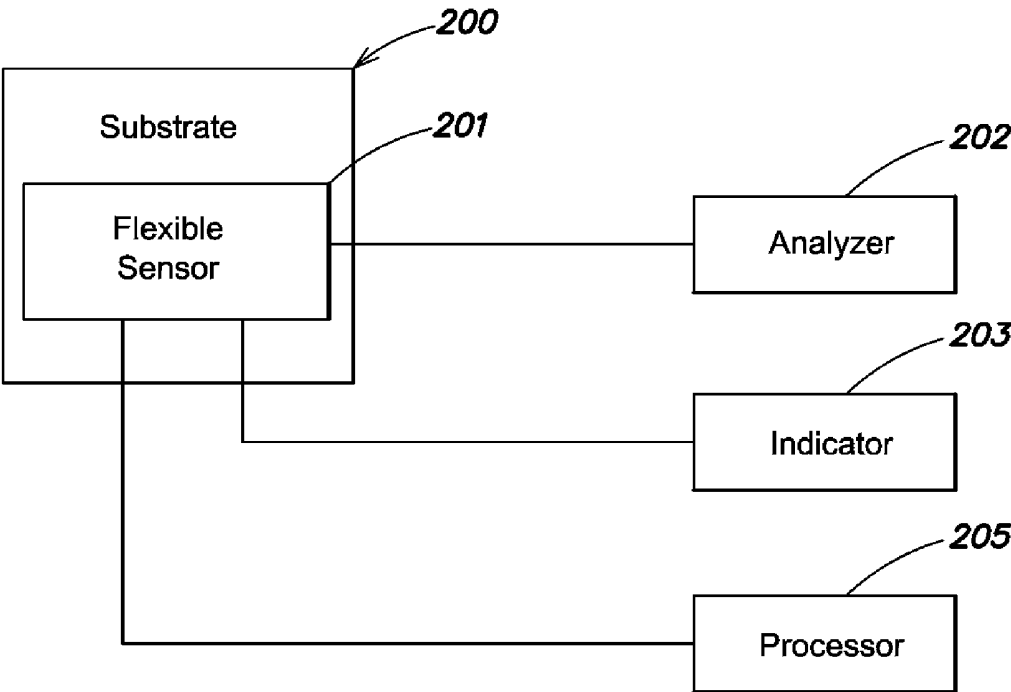 200
Substrate
201
202
Flexible
Sensor
Analyzer
203
Indicator
205
Processor